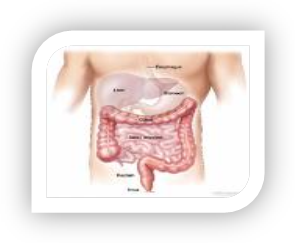 Esophagus
Liver
Stomach
Colon
Small Intestine
Rectum
Anus